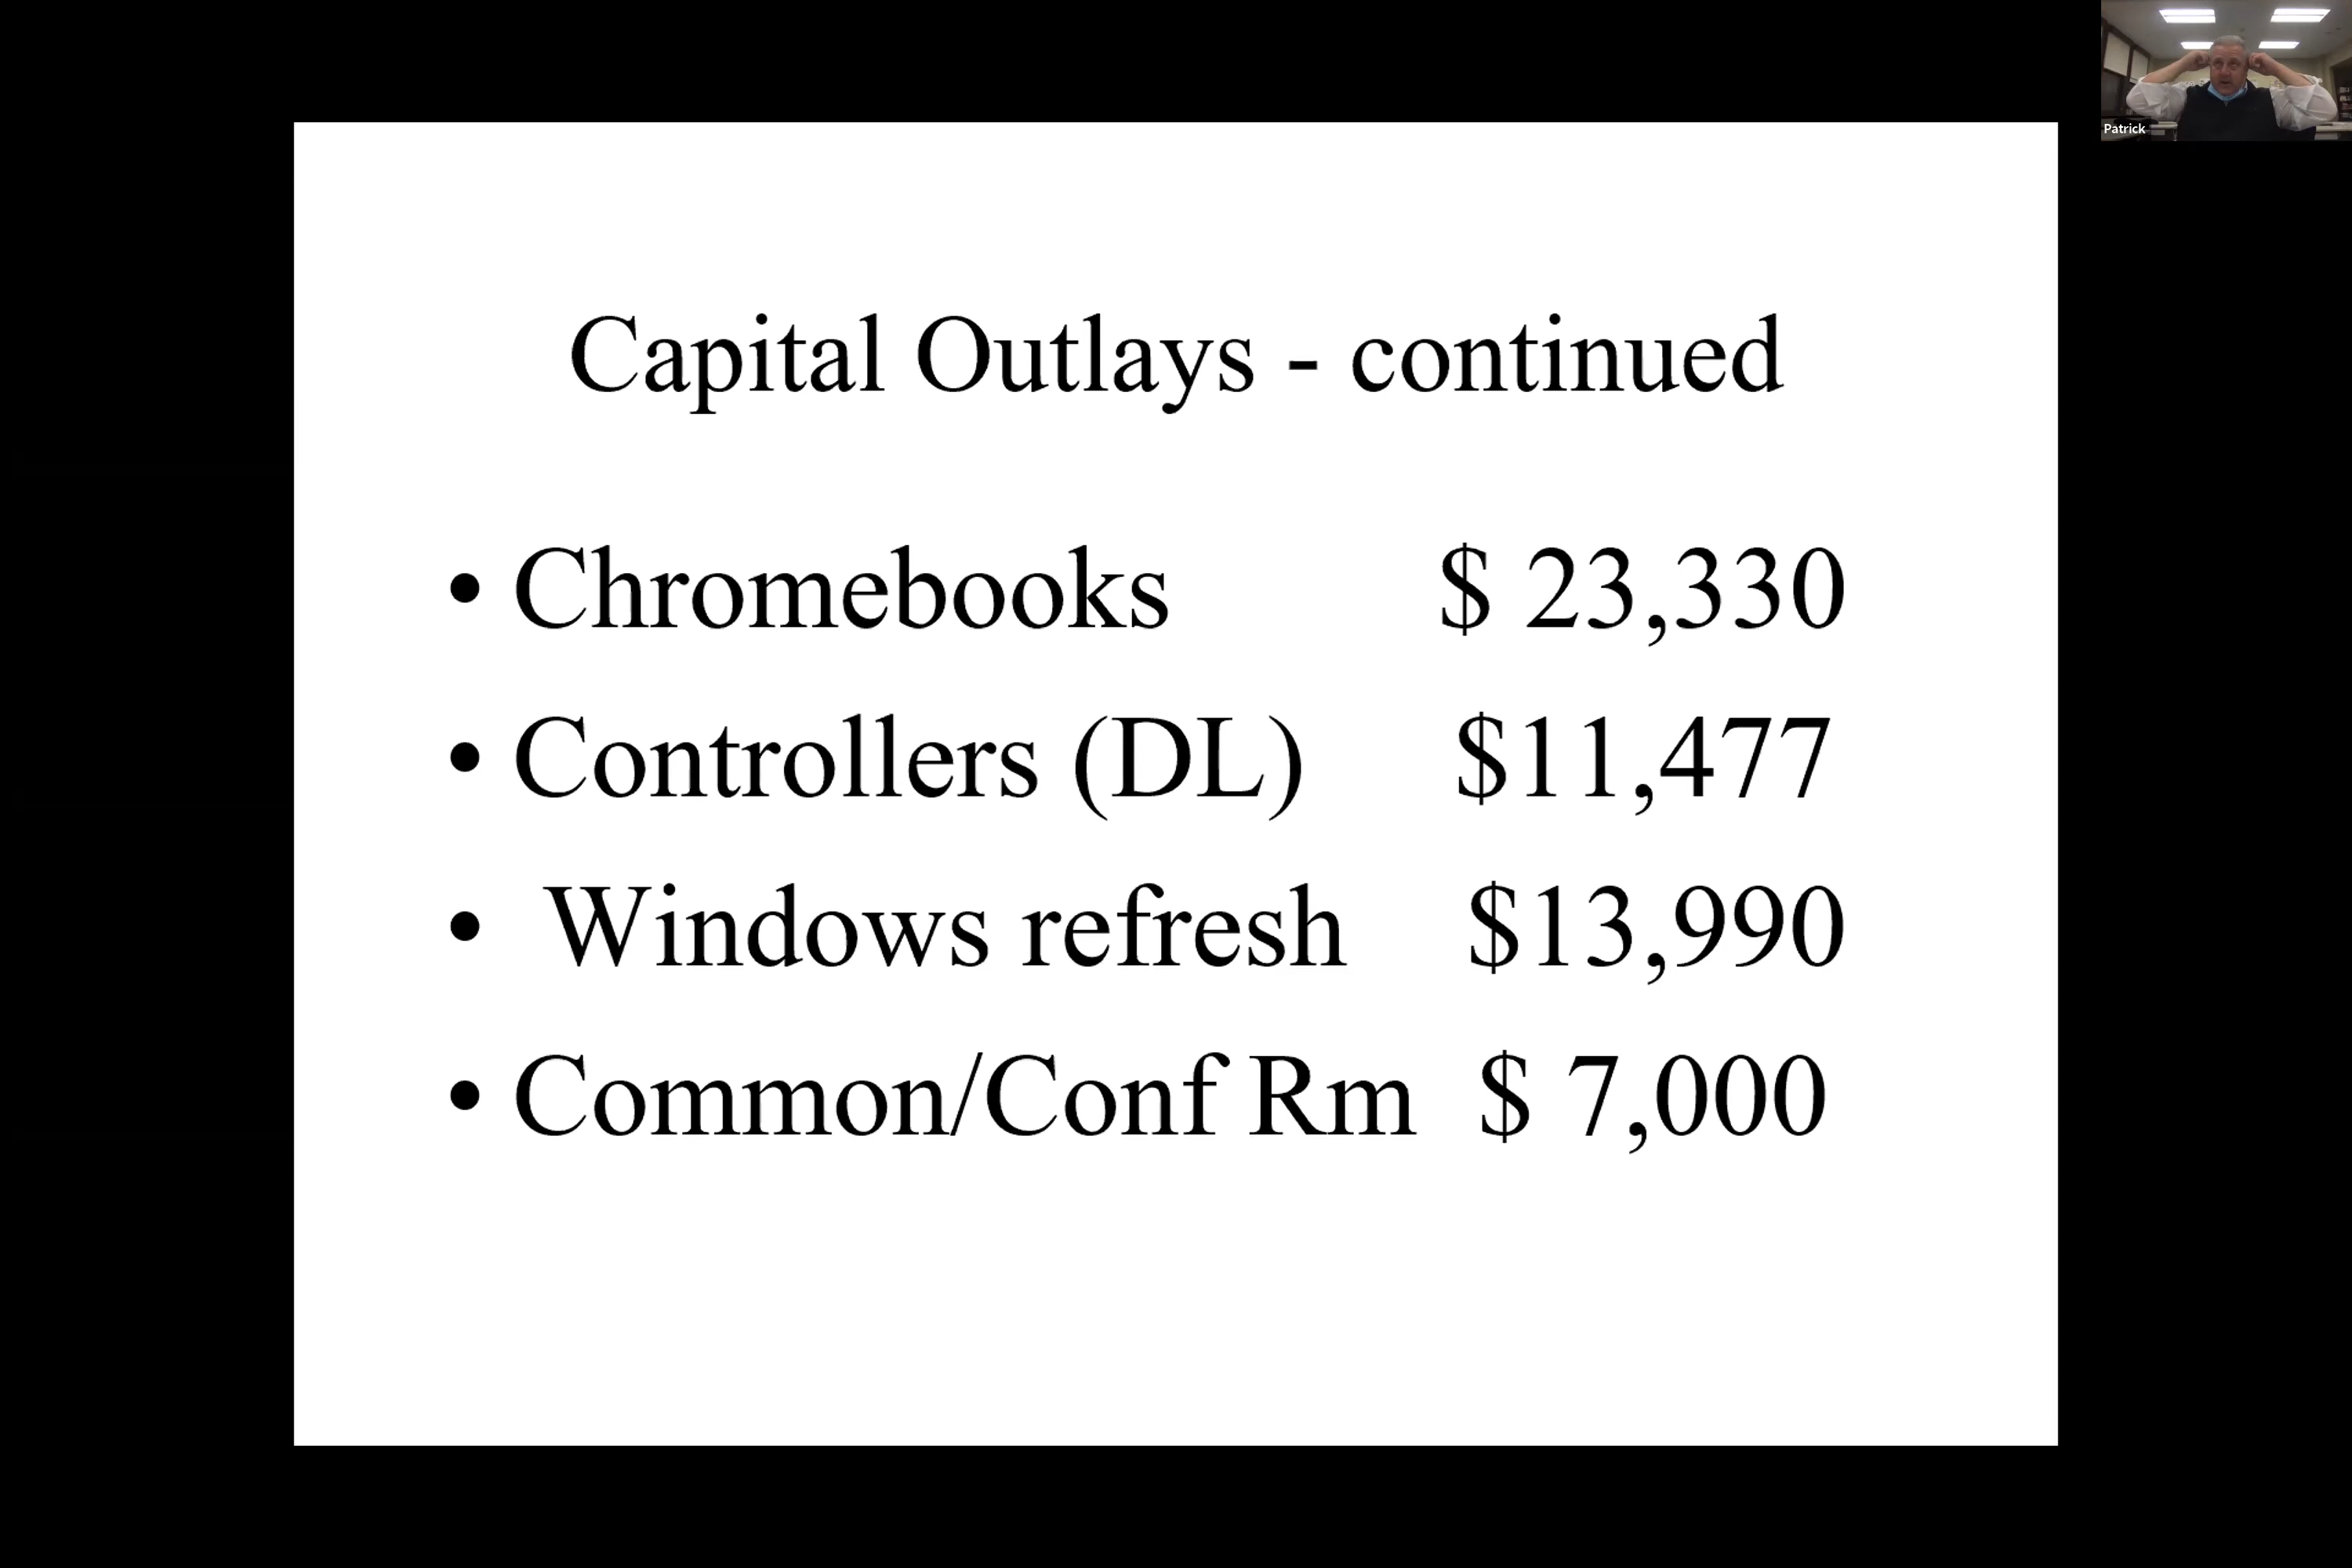 Capital Outlays - continued
• Chromebooks $ 23,330
• Controllers (DL) $11,477
• Windows refresh $13,990
• Common/Conf Rm $ 7,000
Patrick